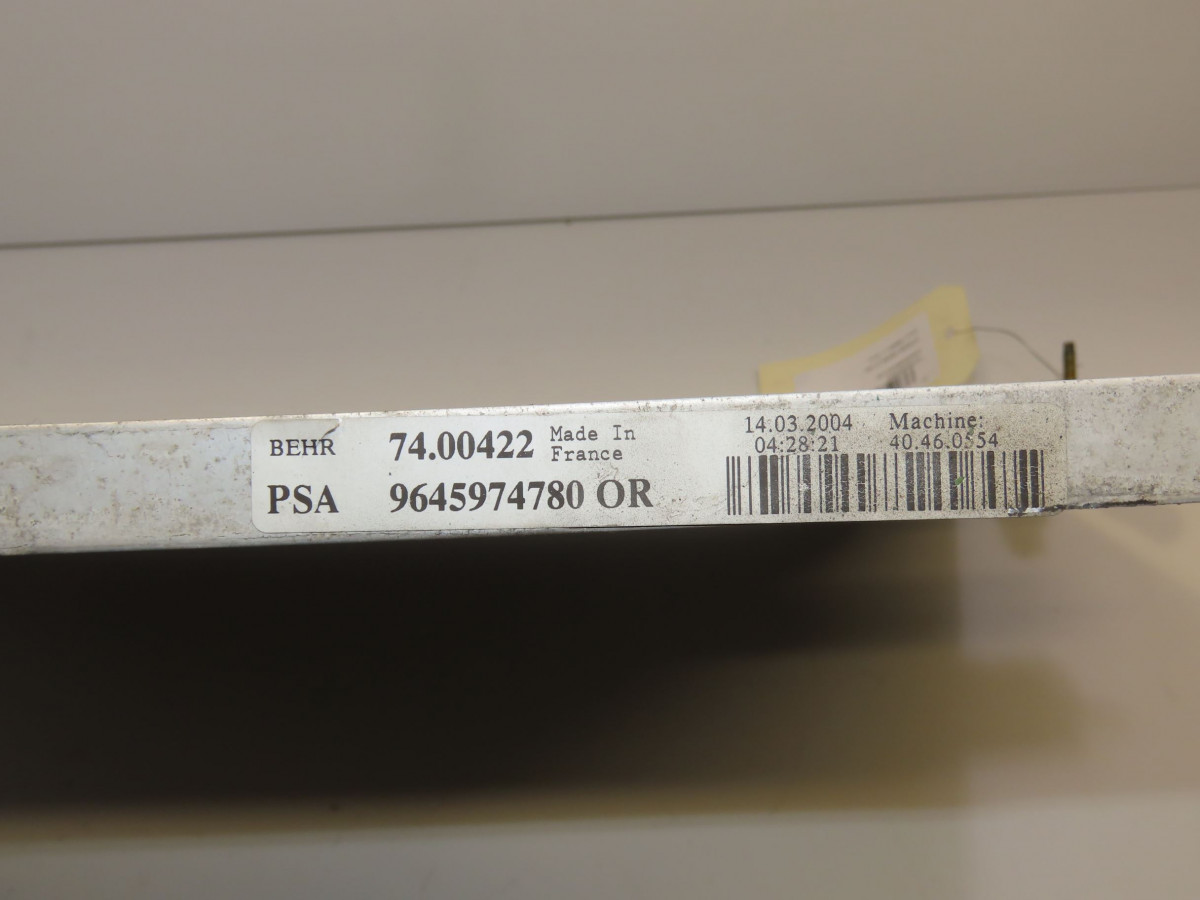 BEHR 74.00422 Made In
France
PSA 9645974780 OR
14.03.2004 Machine:
04:28:21 40.46.0554